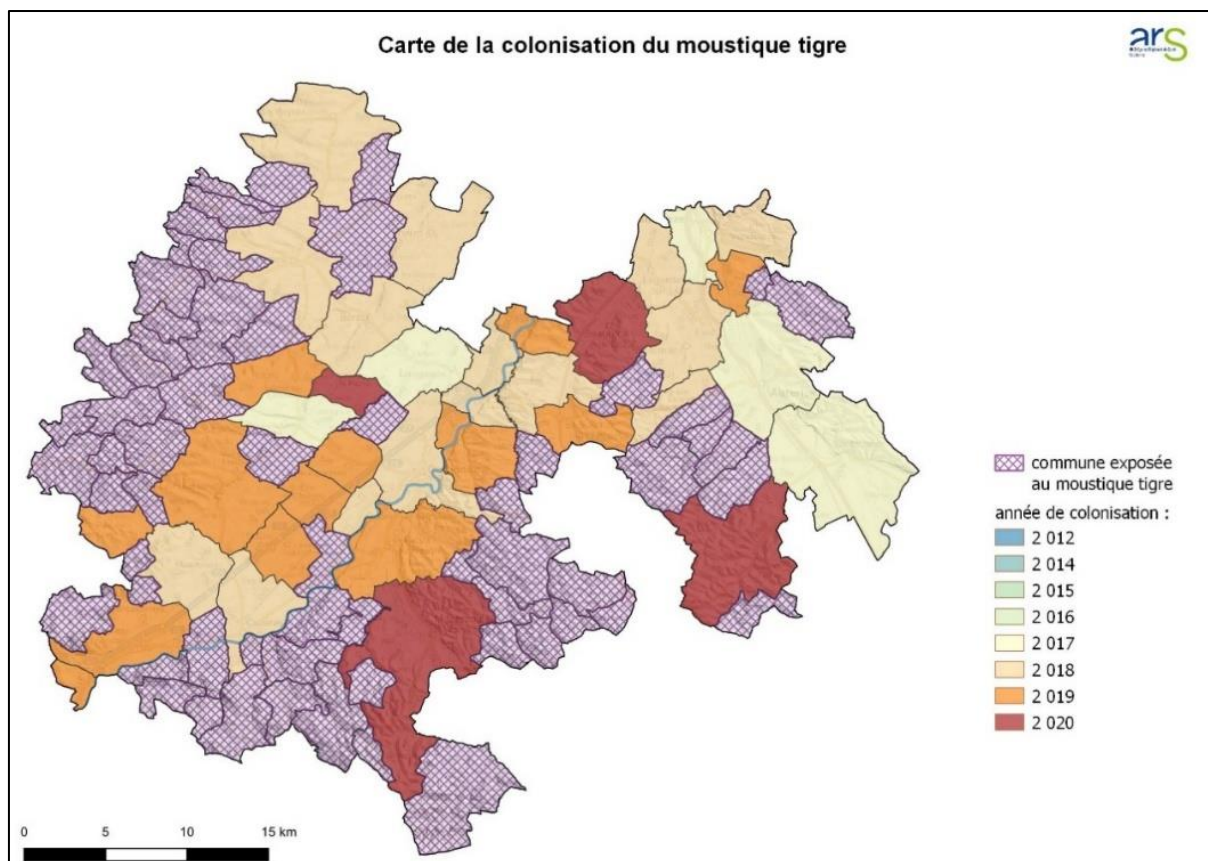 Carte de la colonisation du moustique tigre
ars
commune exposée
au moustique tigre
année de colonisation :
2 012
2 014
2 015
2 016
2 017
2 018
2 019
2 020
0 5 10 15 km